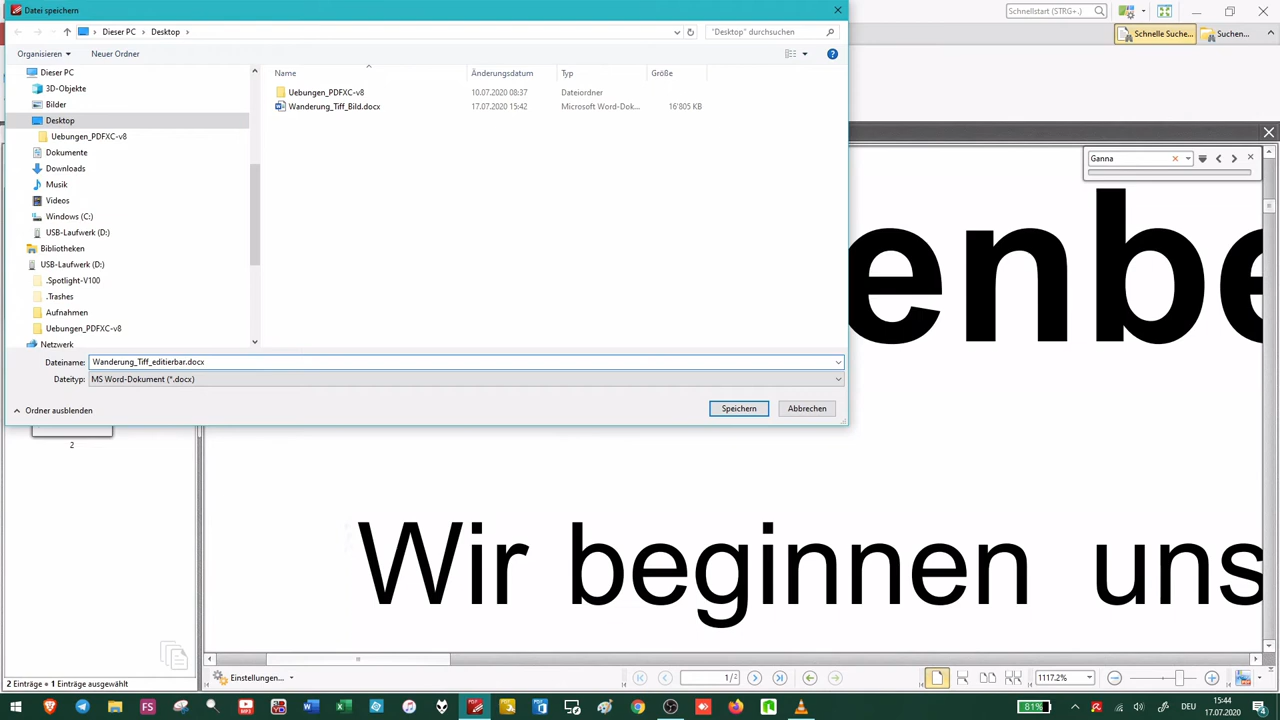 Datei speichern
Dieser PC
Desktop
"Desktop" durchsuchen
Organisieren
Neuer Ordner
Dieser PC
3D-Objekte
Bilder
Desktop
Uebungen_PDFXC-v8
Dokumente
Downloads
Musik
Videos
Windows (C:)
USB-Laufwerk (D:)
Bibliotheken
USB-Laufwerk (D:)
.Spotlight-V100
.Trashes
Aufnahmen
Uebungen_PDFXC-v8
Netzwerk
Name Änderungsdatum Typ Größe
Uebungen_PDFXC-v8 10.07.2020 08:37 Dateiordner
Wanderung_Tiff_Bild.docx 17.07.2020 15:42 Microsoft Word-Dok... 16'805 KB
Dateiname: Wanderung_Tiff_editierbar.docx
Dateityp: MS Word-Dokument (*.docx)
Ordner ausblenden
Speichern
Abbrechen
Schnellstart (STRG+.)
Schnelle Suche...
Suchen...
Ganna
enbe
Wir beginnen uns
2
2 Einträge • 1 Einträge ausgewählt
Einstellungen...
1 / 2
1117.2%
81%
DEU
15:44
17.07.2020